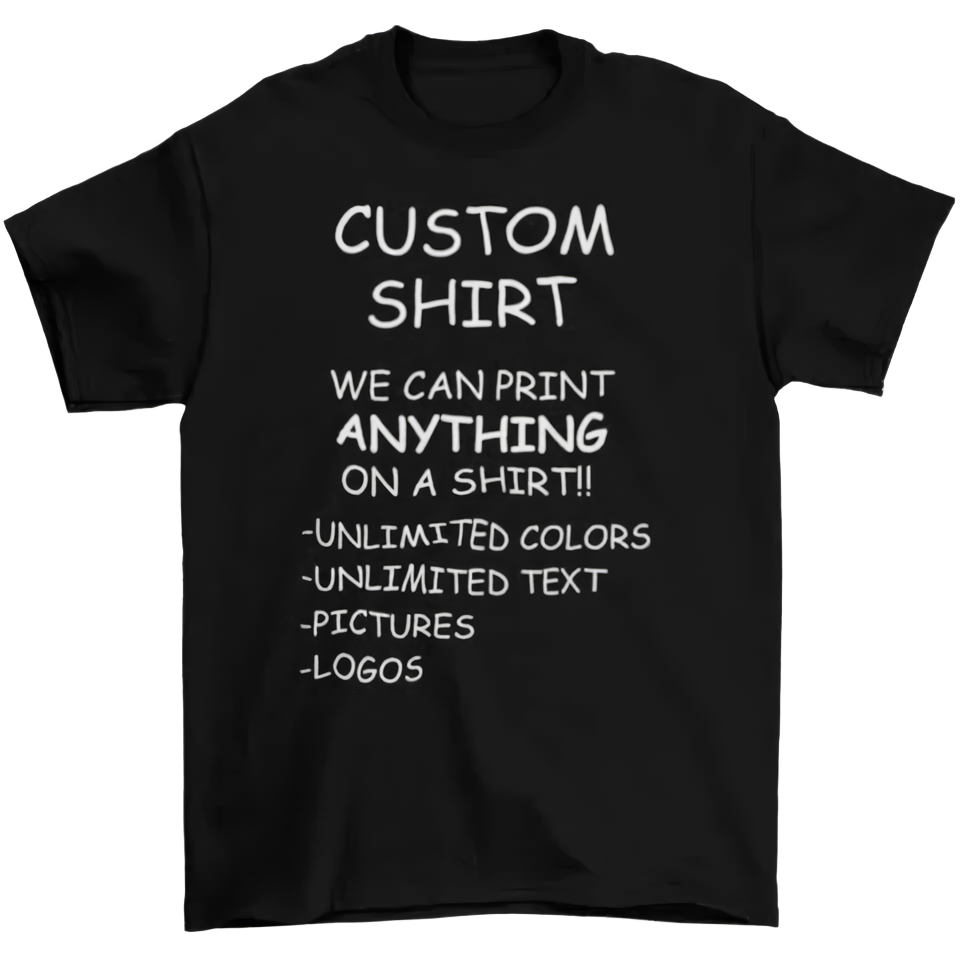 CUSTOM
SHIRT
WE CAN PRINT
ANYTHING
ON A SHIRT!!
-UNLIMITED COLORS
-UNLIMITED TEXT
-PICTURES
-LOGOS